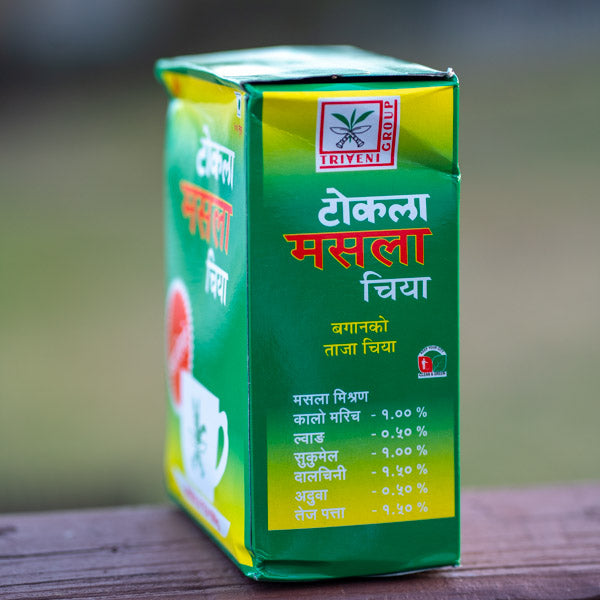 TRIVENI
GROUP
टोकला
मसला
चिया
बगानको
ताजा चिया
मसला मिश्रण
कालो मरिच - १.०० %
ल्वाङ - ०.५० %
सुकुमेल - १.०० %
दालचिनी - १.५० %
अदुवा - ०.५० %
तेज पत्ता - १.५० %
टोकला
मसला
चिया